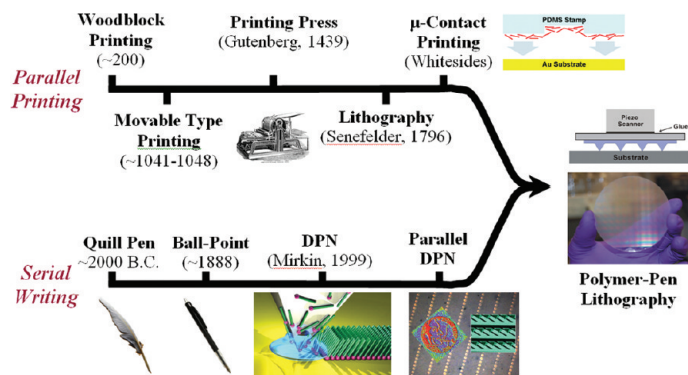 Woodblock
Printing
(~200)
Printing Press
(Gutenberg, 1439)
μ-Contact
Printing
(Whitesides)
PDMS Stamp
Au Substrate
Parallel
Printing
Movable Type
Printing
(~1041-1048)
Lithography
(Senefelder, 1796)
Piezo
Scanner
Glue
Substrate
Quill Pen
~2000 B.C.
Ball-Point
(~1888)
DPN
(Mirkin, 1999)
Parallel
DPN
Serial
Writing
Polymer-Pen
Lithography